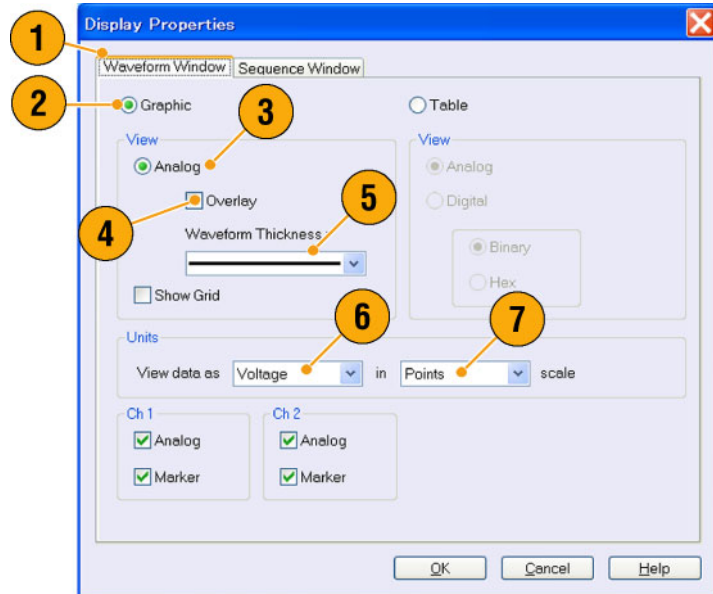 Display Properties
1
Waveform Window Sequence Window
2
Graphic
3
Table
View
View
Analog
Analog
4
Overlay
5
Digital
Waveform Thickness :
Binary
Show Grid
Hex
6
7
Units
View data as Voltage in Points scale
Ch 1
Ch 2
Analog
Analog
Marker
Marker
OK Cancel Help